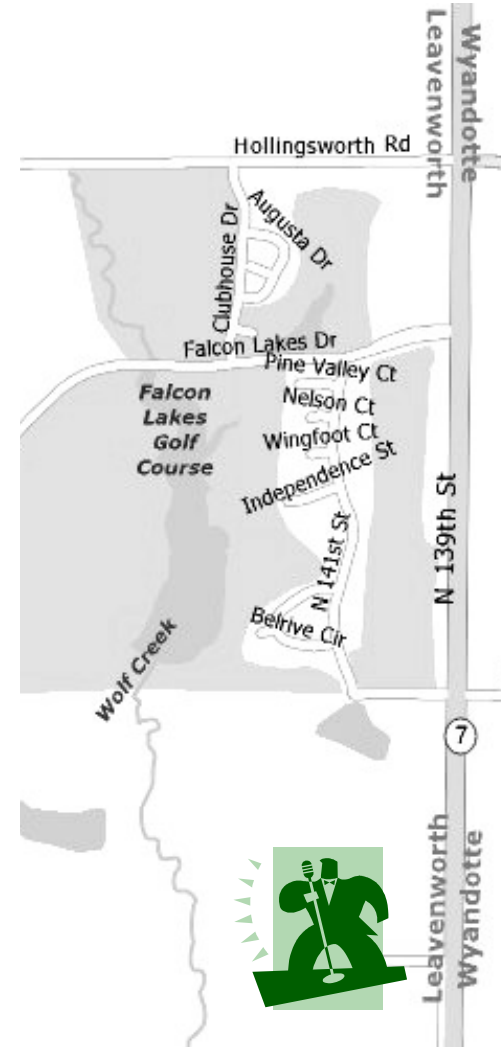 Leavenworth
Wyandotte
Hollingsworth Rd
Augusta Dr
Clubhouse Dr
Falcon Lakes Dr
Pine Valley Ct
Falcon
Lakes
Golf
Course
Nelson Ct
Wingfoot Ct
Independence St
N 139th St
N 141st St
Belrive Cir
Wolf Creek
7
Leavenworth
Wyandotte